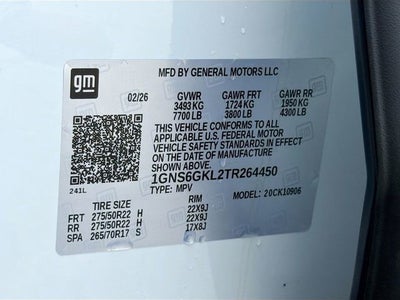 gm
MFD BY GENERAL MOTORS LLC
02/26 GVWR GAWR FRT GAWR RR
3493 KG 1724 KG 1950 KG
7700 LB 3800 LB 4300 LB
THIS VEHICLE CONFORMS TO ALL
APPLICABLE U.S. FEDERAL MOTOR
VEHICLE SAFETY STANDARDS IN EFFECT
ON THE DATE OF MANUFACTURE
SHOWN ABOVE.
1GNS6GKL2TR264450
TYPE: MPV MODEL: 20CK10906
241L
TIRE SIZE RIM
FRT 275/50R22 H 22X9J
RR 275/50R22 H 22X9J
SPA 265/70R17 S 17X8J